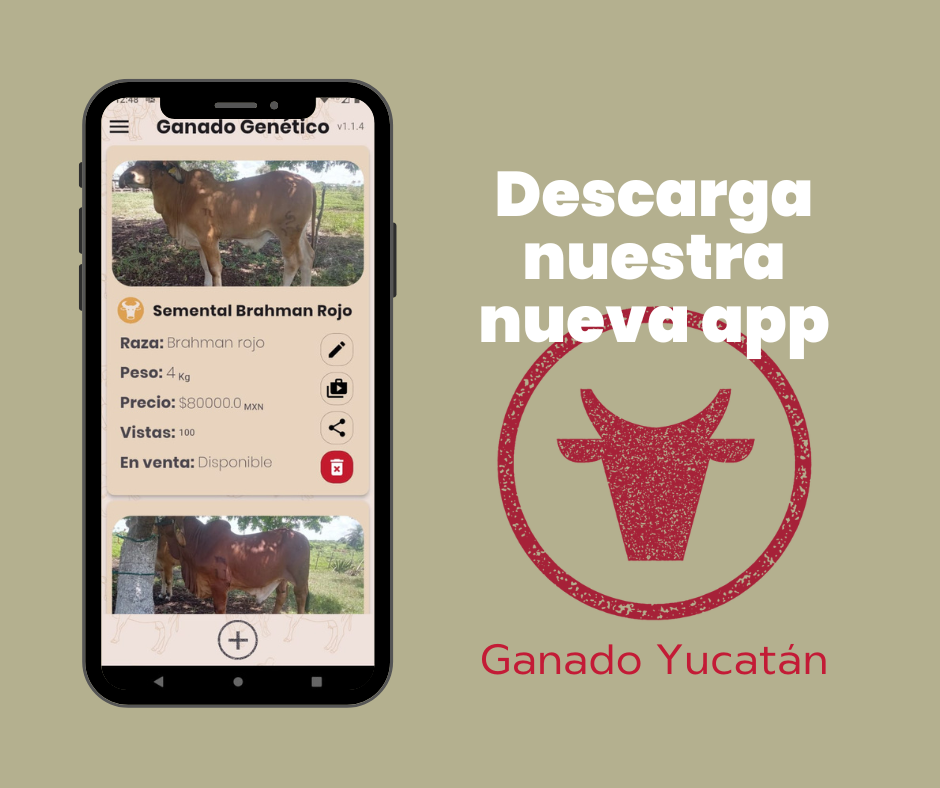 12:48
Ganado Genético v1.1.4
Semental Brahman Rojo
Raza: Brahman rojo
Peso: 4 Kg
Precio: $80000.0 MXN
Vistas: 100
En venta: Disponible
Descarga
nuestra
nueva app
Ganado Yucatán